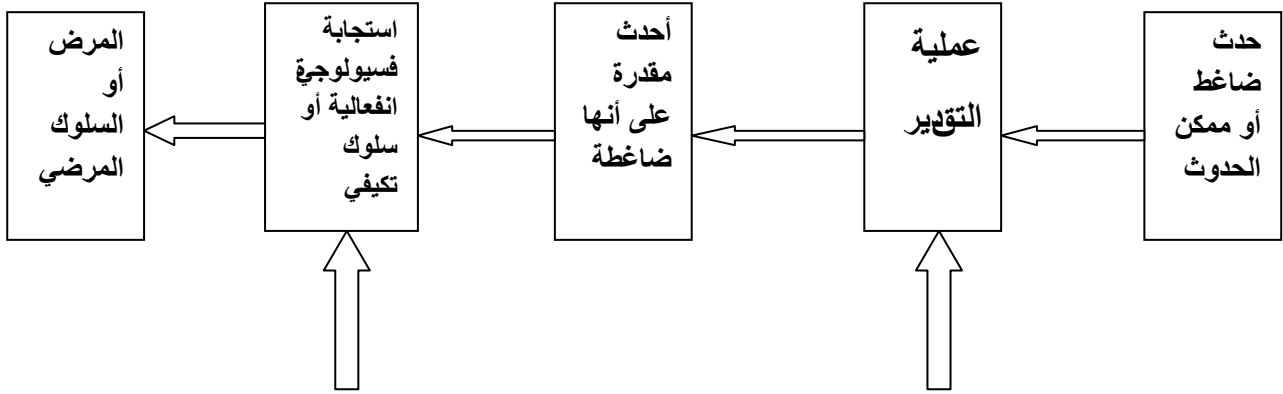 حدث
ضاغط
أو ممكن
الحدوث
عملية
التقدير
أحدث
مقدرة
على أنها
ضاغطة
استجابة
فسيولوجية
انفعالية أو
سلوك
تكيفي
المرض
أو
السلوك
المرضي